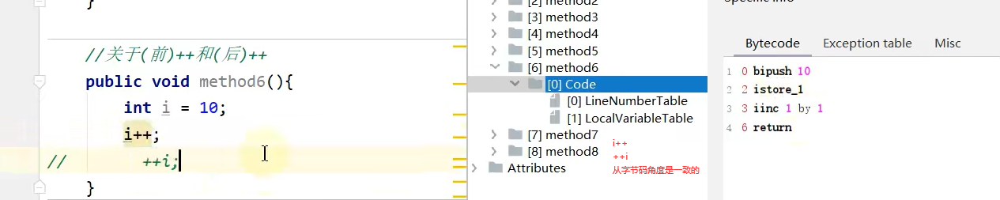 }
//关于(前)++和(后)++
public void method6(){
int i = 10;
i++;
// ++i;
}
[2] method2
[3] method3
[4] method4
[5] method5
[6] method6
[0] Code
[0] LineNumberTable
[1] LocalVariableTable
[7] method7
[8] method8
Attributes
i++
++i
从字节码角度是一致的
Specific info
Bytecode Exception table Misc
1 0 bipush 10
2 2 istore_1
3 3 iinc 1 by 1
4 6 return